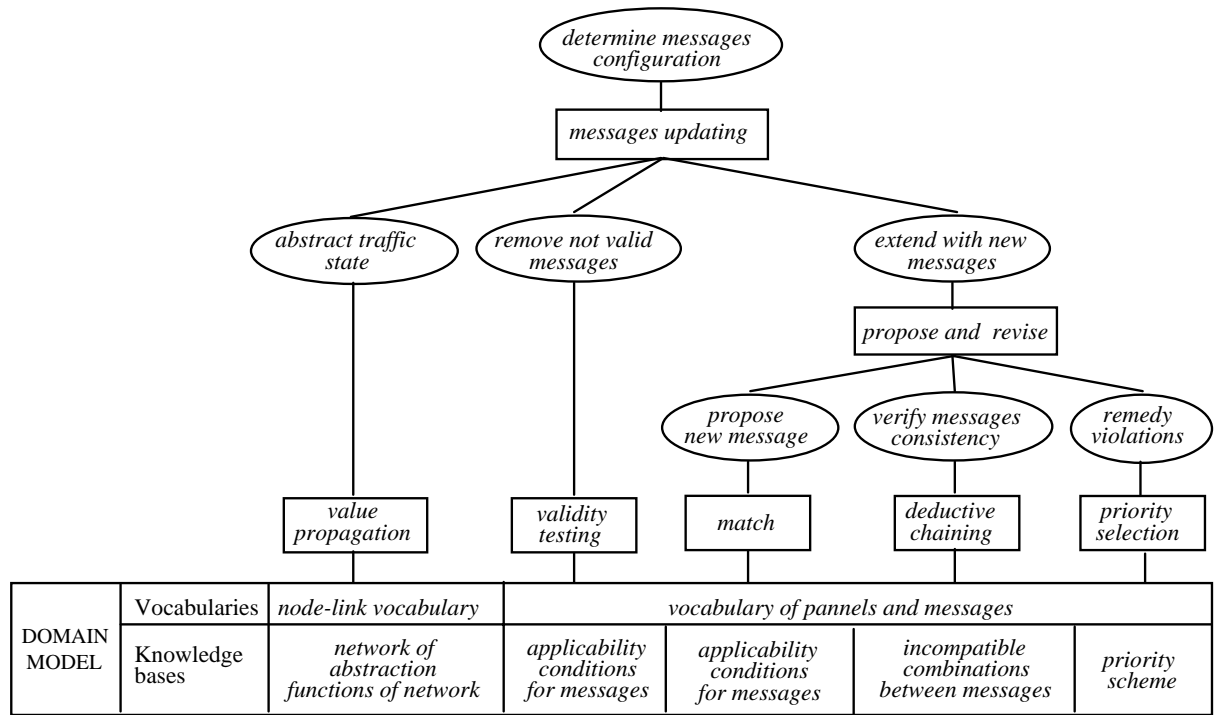 determine messages
configuration
messages updating
abstract traffic
state
remove not valid
messages
extend with new
messages
propose and revise
propose
new message
verify messages
consistency
remedy
violations
value
propagation
validity
testing
match
deductive
chaining
priority
selection
DOMAIN
MODEL
Vocabularies
node-link vocabulary
vocabulary of pannels and messages
Knowledge
bases
network of
abstraction
functions of network
applicability
conditions
for messages
applicability
conditions
for messages
incompatible
combinations
between messages
priority
scheme